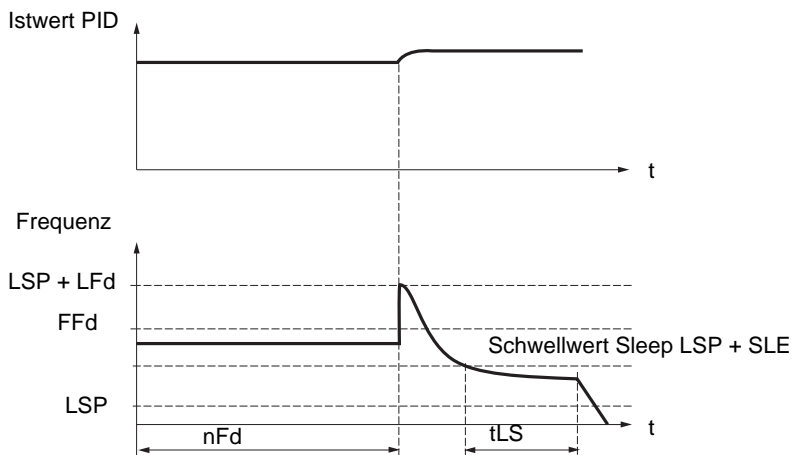 Istwert PID
t
Frequenz
LSP + LFd
FFd
Schwellwert Sleep LSP + SLE
LSP
t
nFd
tLS